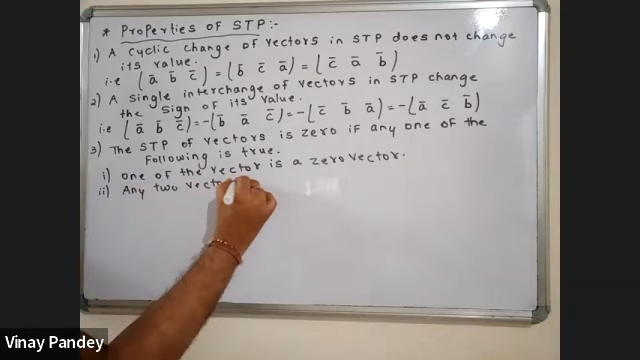 * Properties of STP:-
1) A cyclic change of vectors in STP does not change
its value.
i.e [ā b̄ c̄] = [b̄ c̄ ā] = [c̄ ā b̄]
2) A single interchange of vectors in STP change
the sign of its value.
i.e [ā b̄ c̄] = -[b̄ ā c̄] = -[c̄ b̄ ā] = -[ā c̄ b̄]
3) The STP of vectors is zero if any one of the
Following is true.
i) one of the vector is a zero vector.
ii) Any two vecto
Vinay Pandey